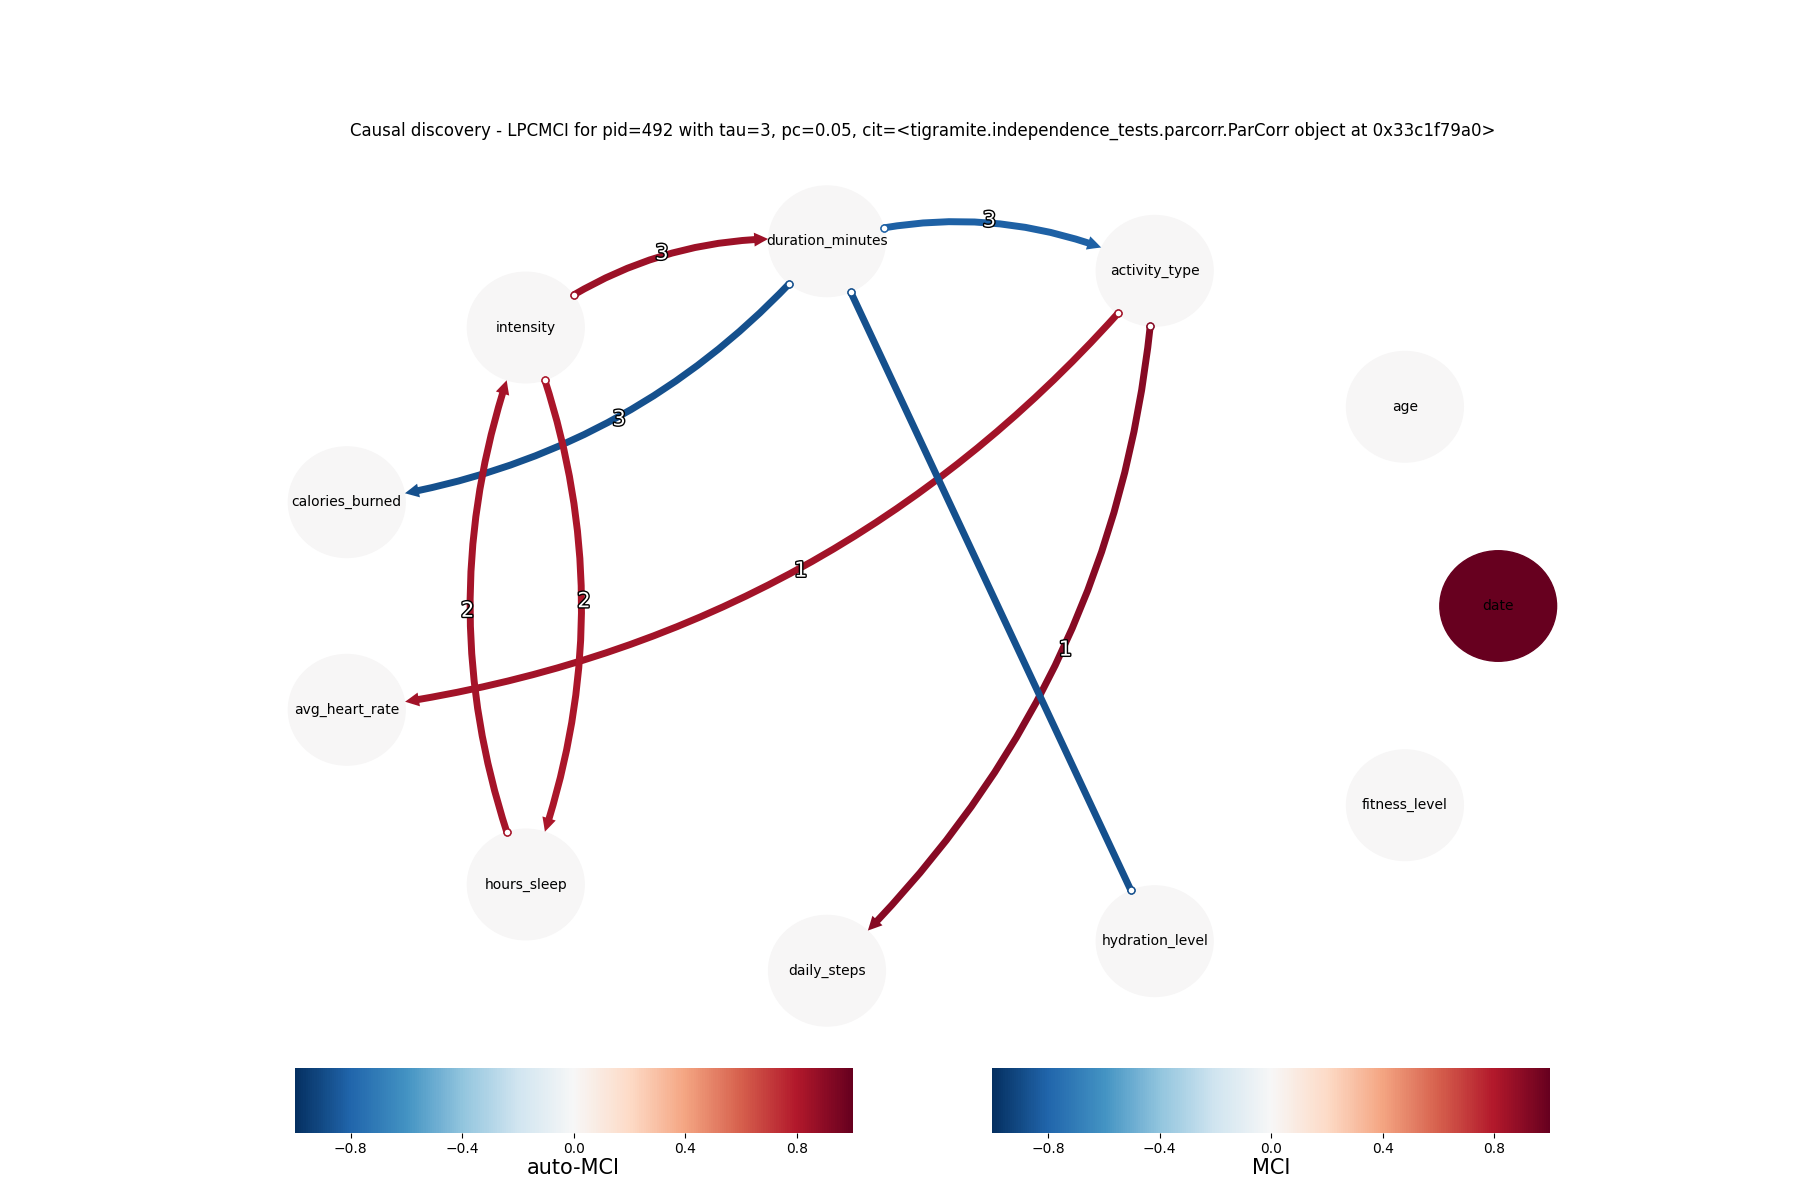 Causal discovery - LPCMCI for pid=492 with tau=3, pc=0.05, cit=<tigramite.independence_tests.parcorr.ParCorr object at 0x33c1f79a0>
3
3
duration_minutes
activity_type
intensity
age
3
calories_burned
1
2
2
date
1
avg_heart_rate
fitness_level
hours_sleep
hydration_level
daily_steps
−0.8 −0.4 0.0 0.4 0.8
auto-MCI
−0.8 −0.4 0.0 0.4 0.8
MCI